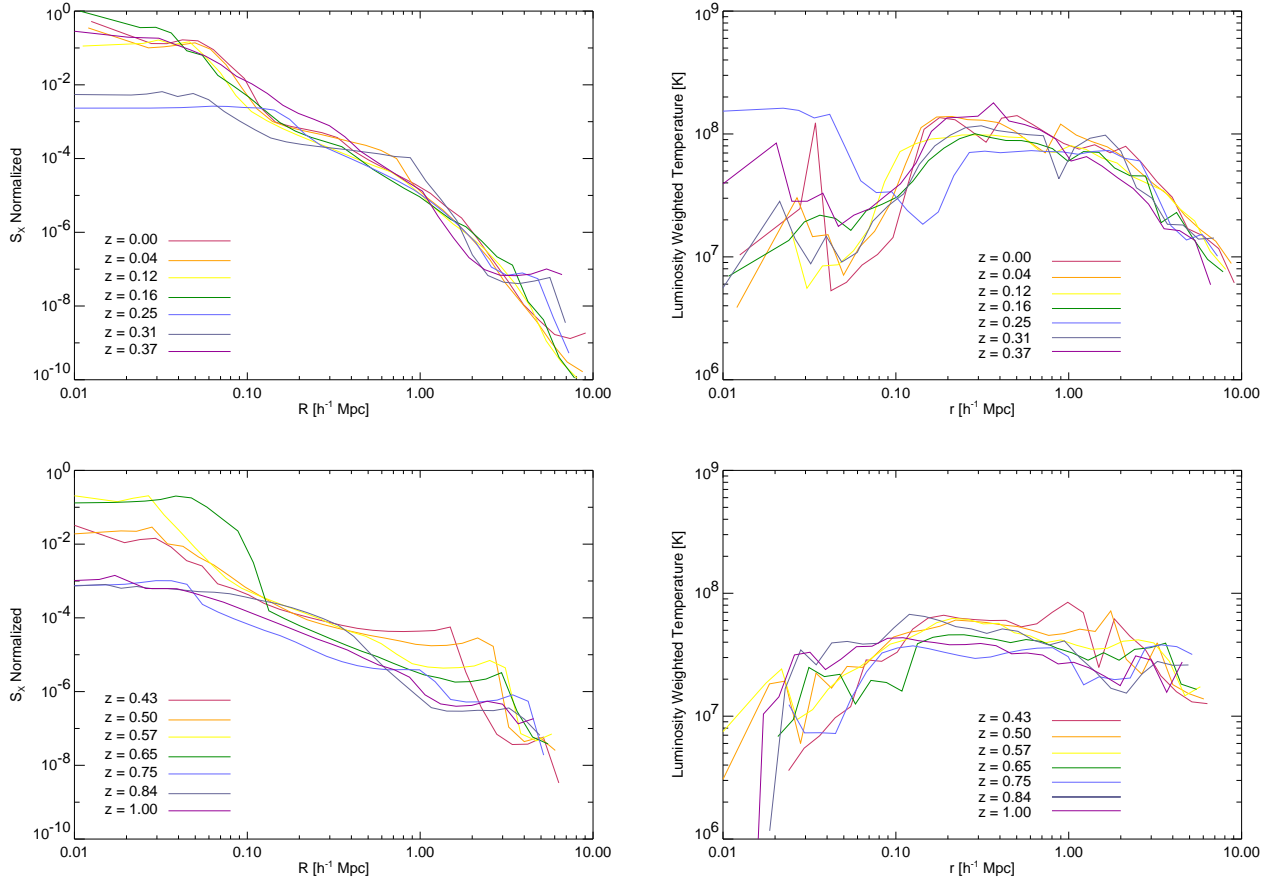 10^0
10^-2
10^-4
10^-6
10^-8
10^-10
S_X Normalized
z = 0.00
z = 0.04
z = 0.12
z = 0.16
z = 0.25
z = 0.31
z = 0.37
0.01 0.10 1.00 10.00
R [h^-1 Mpc]
10^9
10^8
10^7
10^6
Luminosity Weighted Temperature [K]
z = 0.00
z = 0.04
z = 0.12
z = 0.16
z = 0.25
z = 0.31
z = 0.37
0.01 0.10 1.00 10.00
r [h^-1 Mpc]
10^0
10^-2
10^-4
10^-6
10^-8
10^-10
S_X Normalized
z = 0.43
z = 0.50
z = 0.57
z = 0.65
z = 0.75
z = 0.84
z = 1.00
0.01 0.10 1.00 10.00
R [h^-1 Mpc]
10^9
10^8
10^7
10^6
Luminosity Weighted Temperature [K]
z = 0.43
z = 0.50
z = 0.57
z = 0.65
z = 0.75
z = 0.84
z = 1.00
0.01 0.10 1.00 10.00
r [h^-1 Mpc]